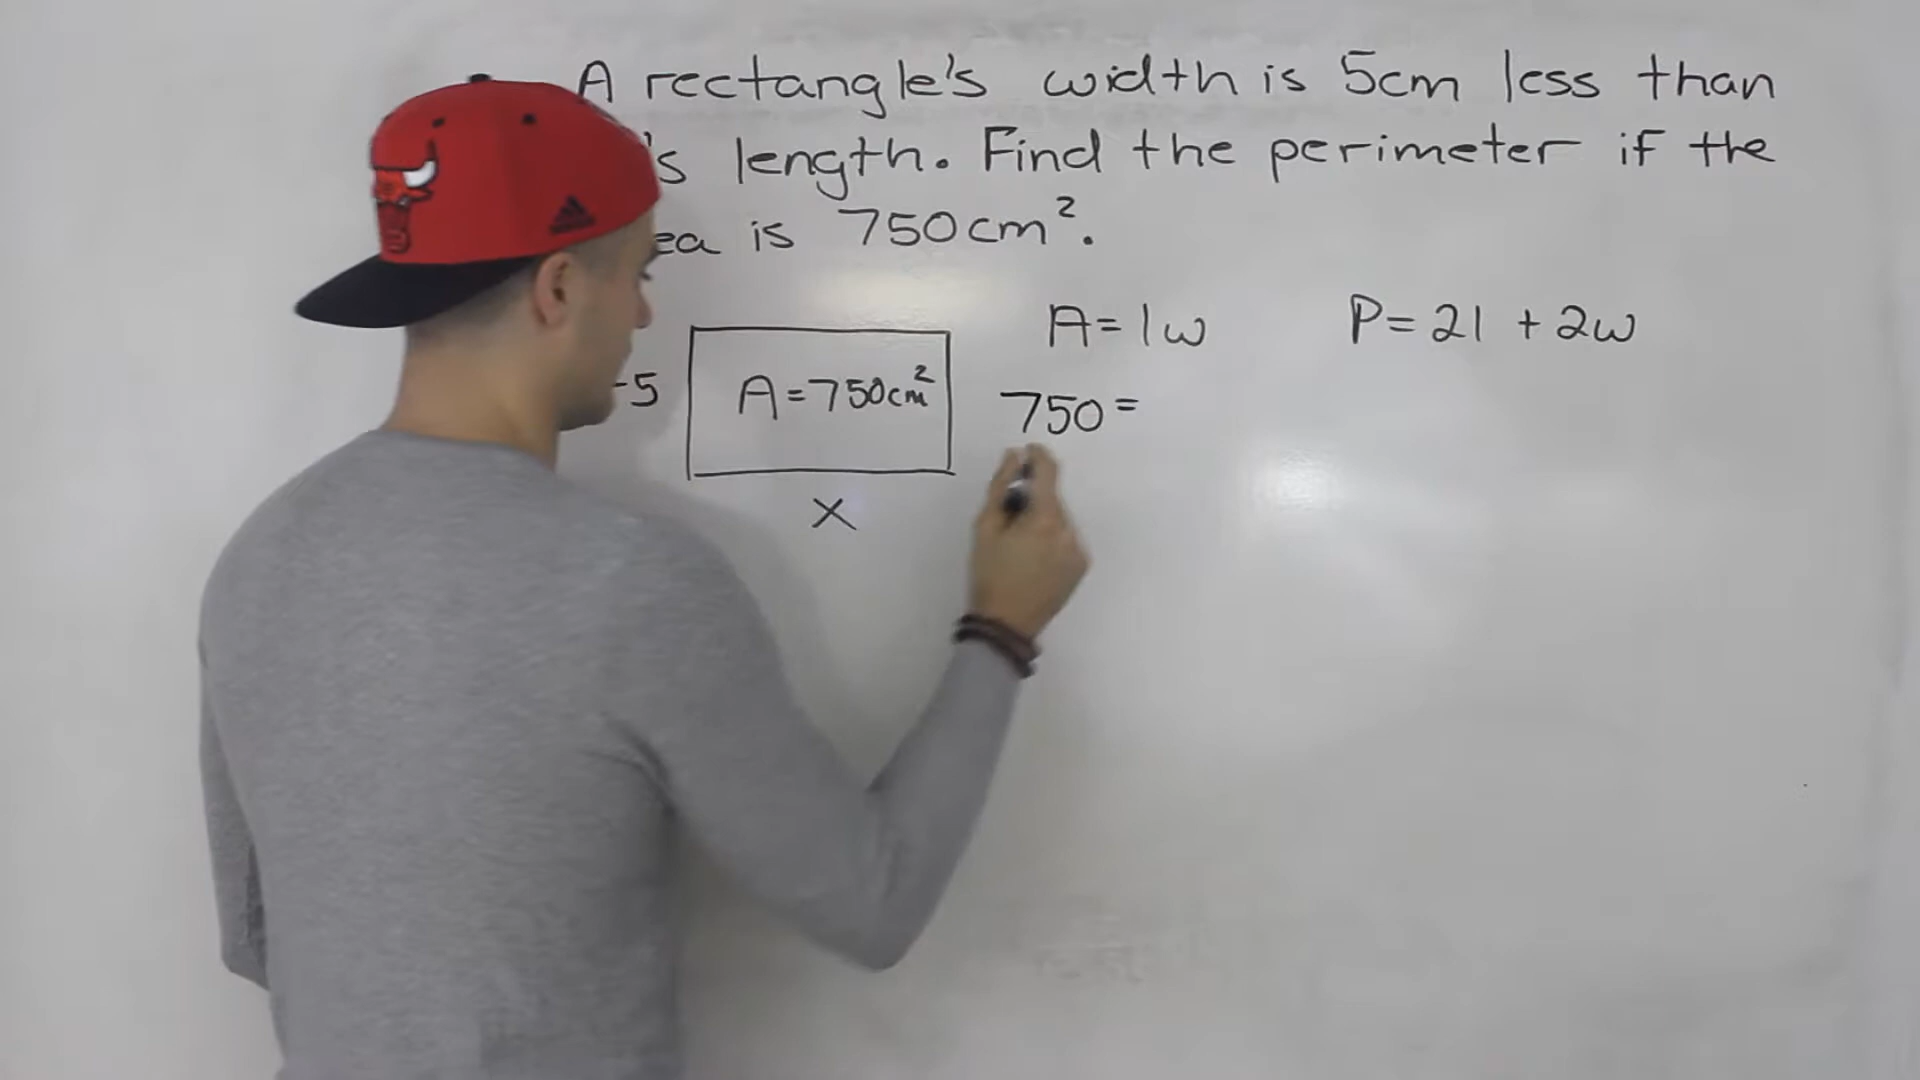 A rectangle's width is 5cm less than
's length. Find the perimeter if the
ea is 750cm².
A=lw
P=2l+2w
-5
A=750cm²
750=
x